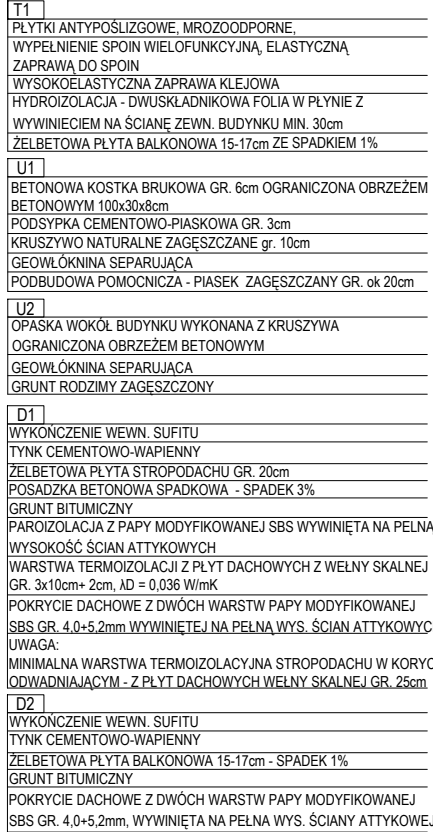 T1
PŁYTKI ANTYPOŚLIZGOWE, MROZOODPORNE,
WYPEŁNIENIE SPOIN WIELOFUNKCYJNĄ, ELASTYCZNĄ
ZAPRAWĄ DO SPOIN
WYSOKOELASTYCZNA ZAPRAWA KLEJOWA
HYDROIZOLACJA - DWUSKŁADNIKOWA FOLIA W PŁYNIE Z
WYWINIECIEM NA ŚCIANĘ ZEWN. BUDYNKU MIN. 30cm
ŻELBETOWA PŁYTA BALKONOWA 15-17cm ZE SPADKIEM 1%
U1
BETONOWA KOSTKA BRUKOWA GR. 6cm OGRANICZONA OBRZEŻEM
BETONOWYM 100x30x8cm
PODSYPKA CEMENTOWO-PIASKOWA GR. 3cm
KRUSZYWO NATURALNE ZAGĘSZCZANE gr. 10cm
GEOWŁÓKNINA SEPARUJĄCA
PODBUDOWA POMOCNICZA - PIASEK ZAGĘSZCZANY GR. ok 20cm
U2
OPASKA WOKÓŁ BUDYNKU WYKONANA Z KRUSZYWA
OGRANICZONA OBRZEŻEM BETONOWYM
GEOWŁÓKNINA SEPARUJĄCA
GRUNT RODZIMY ZAGĘSZCZONY
D1
WYKOŃCZENIE WEWN. SUFITU
TYNK CEMENTOWO-WAPIENNY
ŻELBETOWA PŁYTA STROPODACHU GR. 20cm
POSADZKA BETONOWA SPADKOWA - SPADEK 3%
GRUNT BITUMICZNY
PAROIZOLACJA Z PAPY MODYFIKOWANEJ SBS WYWINIĘTA NA PELNA
WYSOKOŚĆ ŚCIAN ATTYKOWYCH
WARSTWA TERMOIZOLACJI Z PŁYT DACHOWYCH Z WEŁNY SKALNEJ
GR. 3x10cm+ 2cm, λD = 0,036 W/mK
POKRYCIE DACHOWE Z DWÓCH WARSTW PAPY MODYFIKOWANEJ
SBS GR. 4,0+5,2mm WYWINIĘTEJ NA PEŁNĄ WYS. ŚCIAN ATTYKOWYC
UWAGA:
MINIMALNA WARSTWA TERMOIZOLACYJNA STROPODACHU W KORYC
ODWADNIAJĄCYM - Z PŁYT DACHOWYCH WEŁNY SKALNEJ GR. 25cm
D2
WYKOŃCZENIE WEWN. SUFITU
TYNK CEMENTOWO-WAPIENNY
ŻELBETOWA PŁYTA BALKONOWA 15-17cm - SPADEK 1%
GRUNT BITUMICZNY
POKRYCIE DACHOWE Z DWÓCH WARSTW PAPY MODYFIKOWANEJ
SBS GR. 4,0+5,2mm, WYWINIĘTA NA PEŁNA WYS. ŚCIANY ATTYKOWEJ